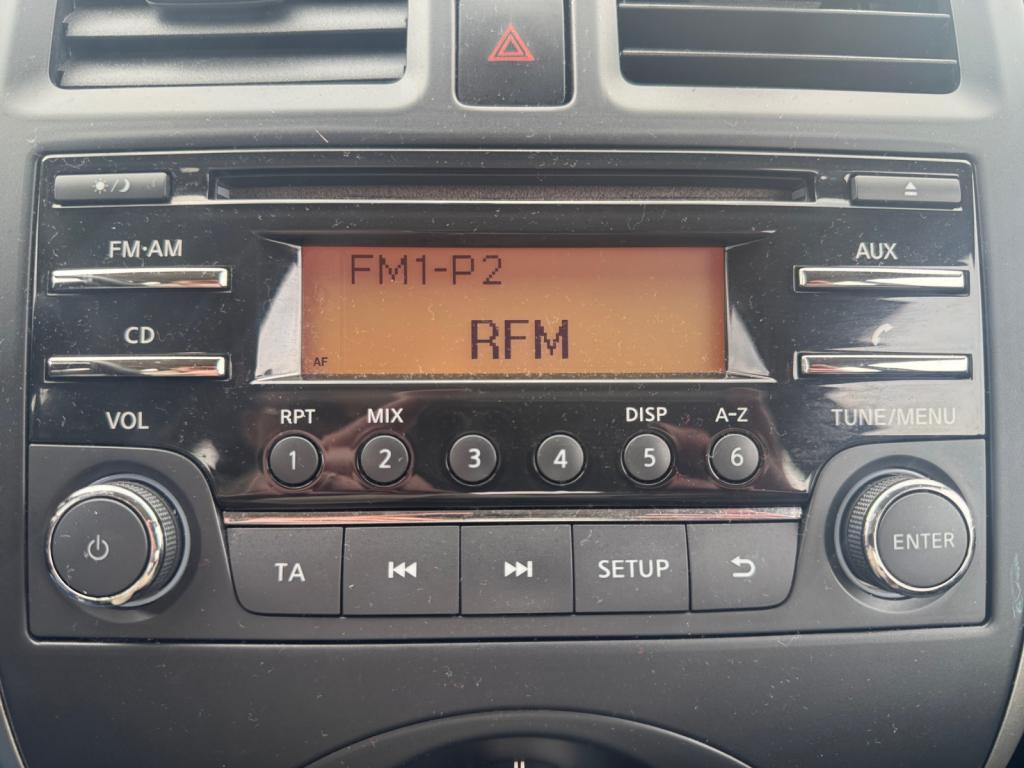 FM·AM
AUX
FM1-P2
CD
RFM
AF
VOL
RPT MIX DISP A-Z TUNE/MENU
1 2 3 4 5 6
TA SETUP ENTER